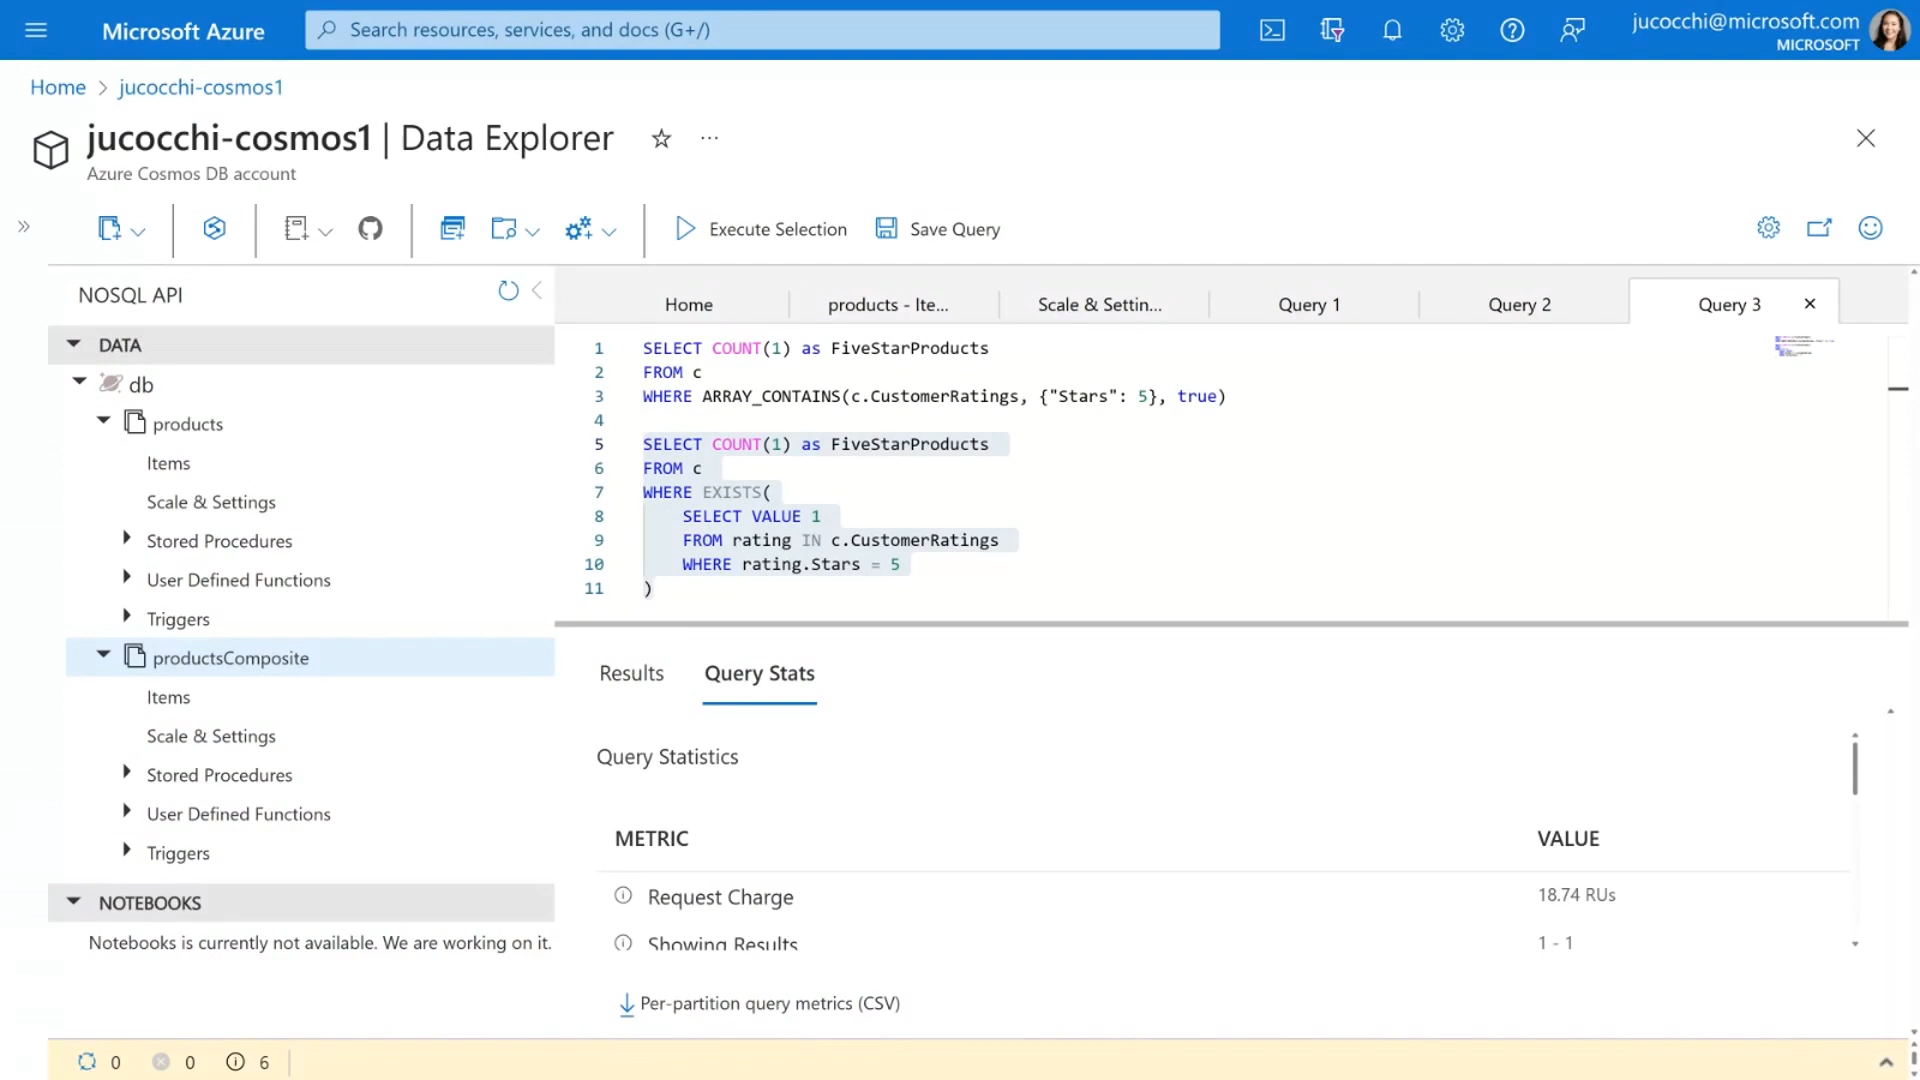 Microsoft Azure
Search resources, services, and docs (G+/)
jucocchi@microsoft.com
MICROSOFT
Home > jucocchi-cosmos1
jucocchi-cosmos1 | Data Explorer
Azure Cosmos DB account
Execute Selection
Save Query
NOSQL API
DATA
db
products
Items
Scale & Settings
Stored Procedures
User Defined Functions
Triggers
productsComposite
Items
Scale & Settings
Stored Procedures
User Defined Functions
Triggers
NOTEBOOKS
Notebooks is currently not available. We are working on it.
Home
products - Ite...
Scale & Settin...
Query 1
Query 2
Query 3
1 SELECT COUNT(1) as FiveStarProducts
2 FROM c
3 WHERE ARRAY_CONTAINS(c.CustomerRatings, {"Stars": 5}, true)
4
5 SELECT COUNT(1) as FiveStarProducts
6 FROM c
7 WHERE EXISTS(
8 SELECT VALUE 1
9 FROM rating IN c.CustomerRatings
10 WHERE rating.Stars = 5
11 )
Results
Query Stats
Query Statistics
METRIC VALUE
Request Charge 18.74 RUs
Showing Results 1 - 1
Per-partition query metrics (CSV)
0 0 6